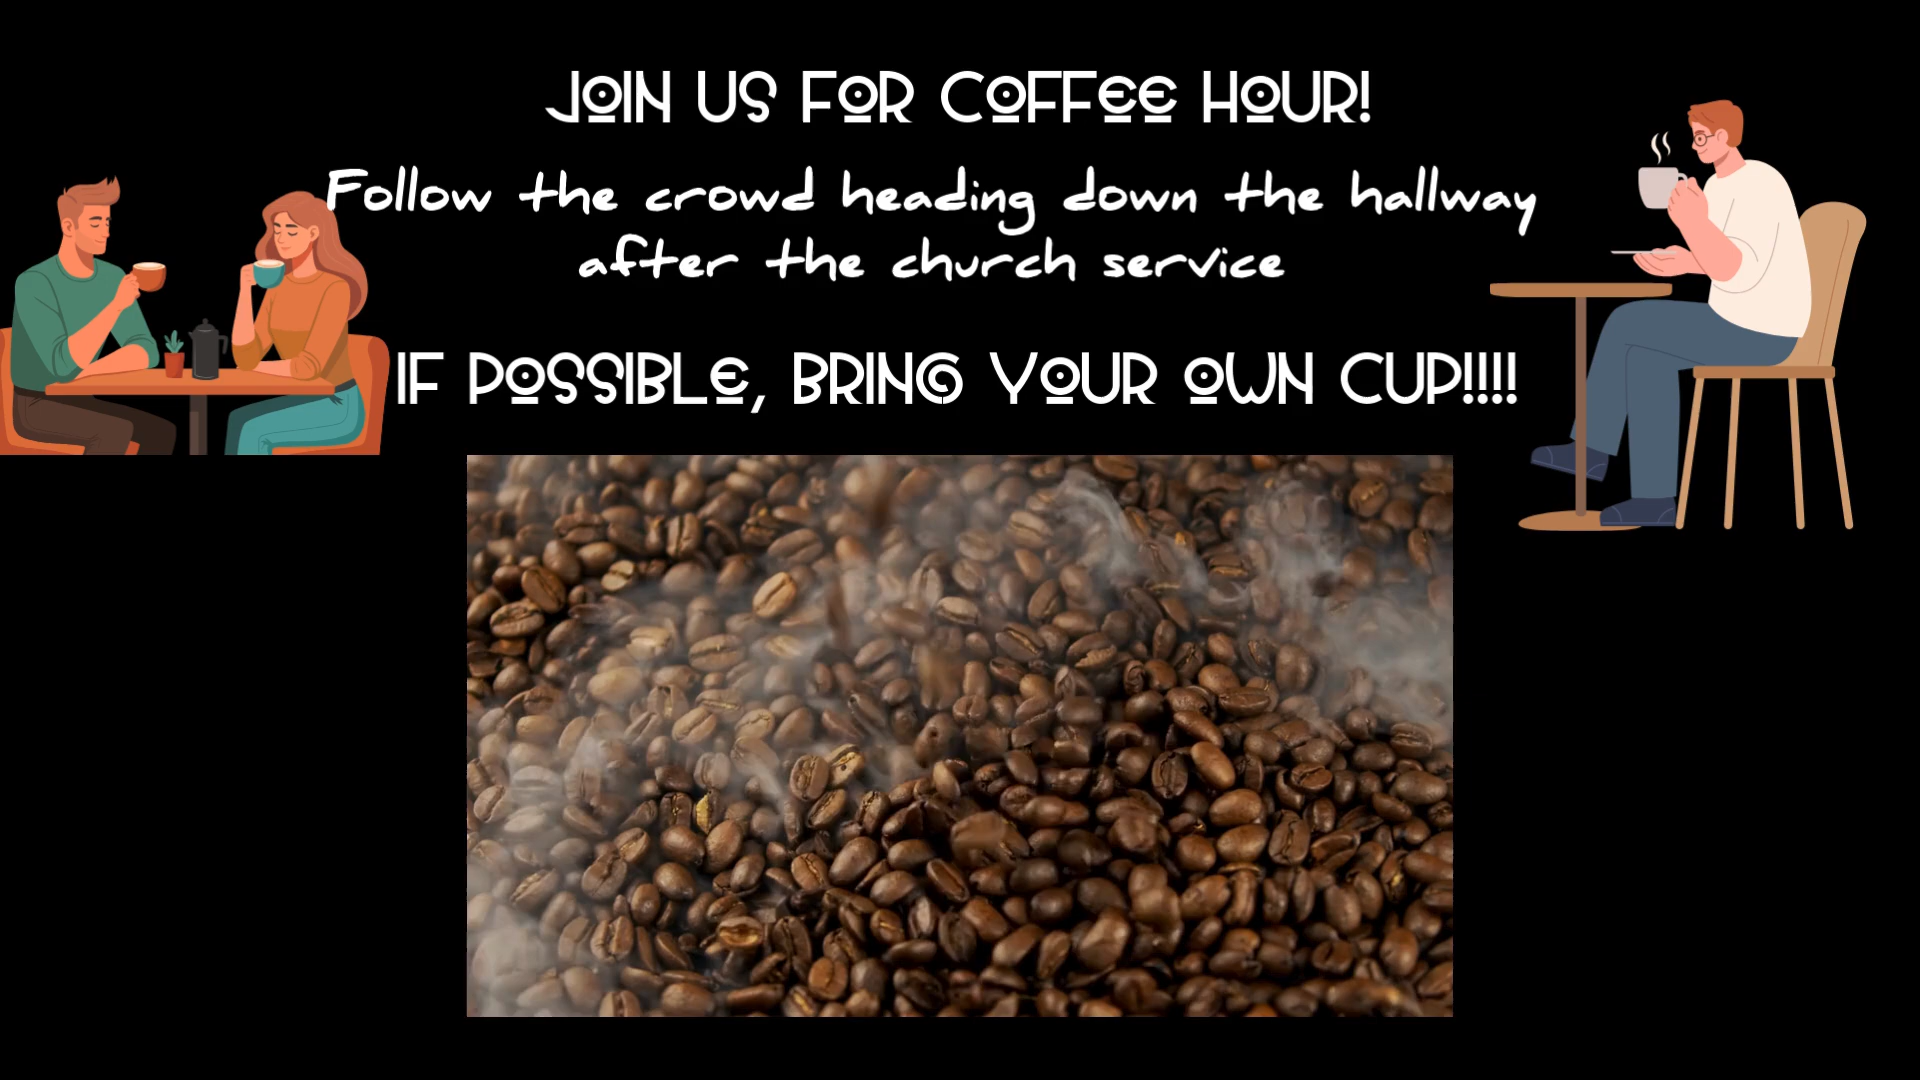 JOIN US FOR COFFEE HOUR!
Follow the crowd heading down the hallway
after the church service
IF POSSIBLE, BRING YOUR OWN CUP!!!!